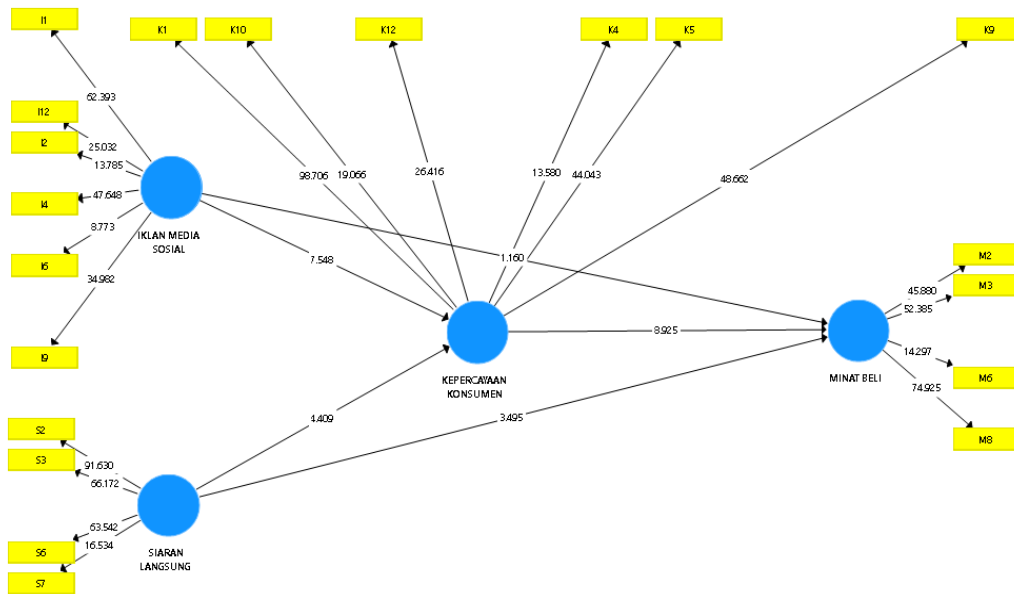 I1
K1
K10
K12
K4
K5
K9
62.393
I12
25.032
I2
13.785
98.706
19.066
26.416
13.580
44.043
48.662
47.648
I4
8.773
IKLAN MEDIA
SOSIAL
I6
34.982
7.548
1.160
M2
45.880
M3
52.385
I9
8.925
14.297
M6
KEPERCAYAAN
KONSUMEN
MINAT BELI
74.925
4.409
3.495
M8
S2
S3
91.630
66.172
63.542
16.534
S6
S7
SIARAN
LANGSUNG